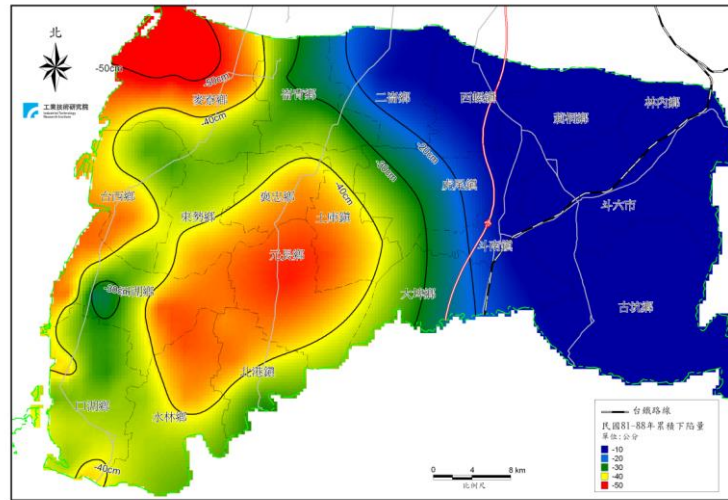 北
工業技術研究院
Industrial Technology
Research Institute
-50cm
-50cm
麥寮鄉
-40cm
崙背鄉
二崙鄉
西螺鎮
莿桐鄉
林內鄉
-30cm
-20cm
虎尾鎮
台西鄉
東勢鄉
褒忠鄉
-40cm
土庫鎮
斗六市
元長鄉
斗南鎮
大埤鄉
古坑鄉
北港鎮
口湖鄉
水林鄉
-40cm
0 4 8 km
比例尺
台鐵路線
民國81-88年累積下陷量
單位:公分
-10
-20
-30
-40
-50